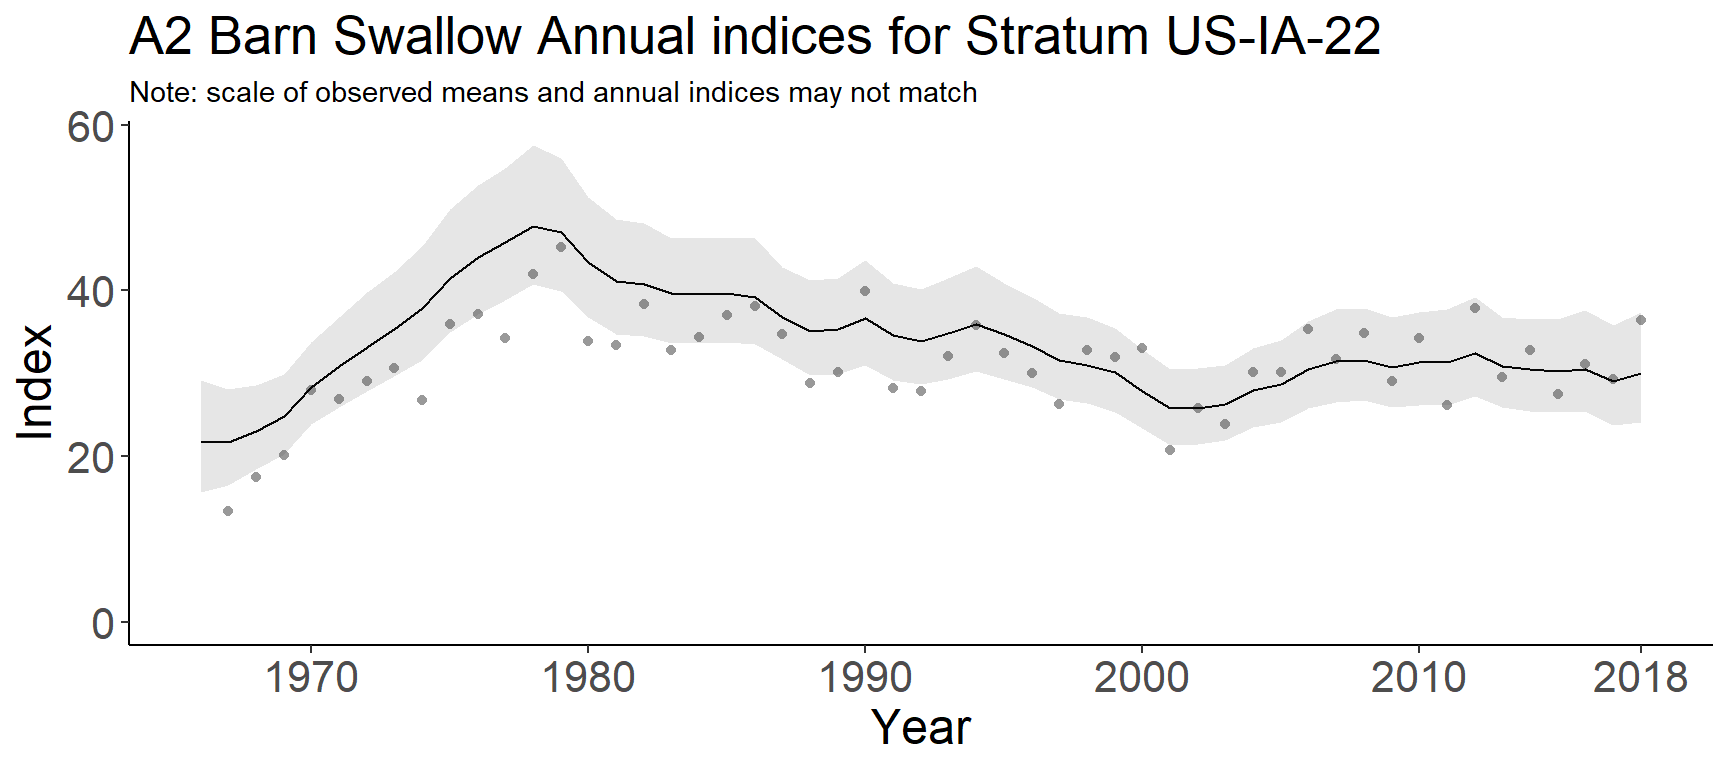 A2 Barn Swallow Annual indices for Stratum US-IA-22
Note: scale of observed means and annual indices may not match
60
40
20
0
Index
1970 1980 1990 2000 2010 2018
Year